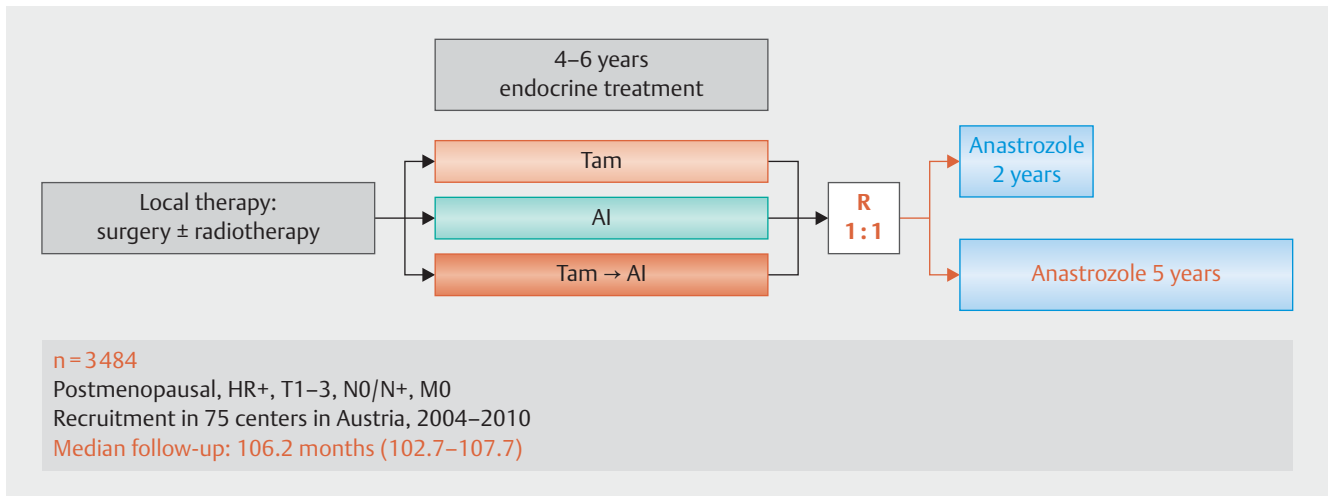 4–6 years
endocrine treatment
Local therapy:
surgery ± radiotherapy
Tam
AI
Tam → AI
R
1 : 1
Anastrozole
2 years
Anastrozole 5 years
n = 3484
Postmenopausal, HR+, T1–3, N0/N+, M0
Recruitment in 75 centers in Austria, 2004–2010
Median follow-up: 106.2 months (102.7–107.7)